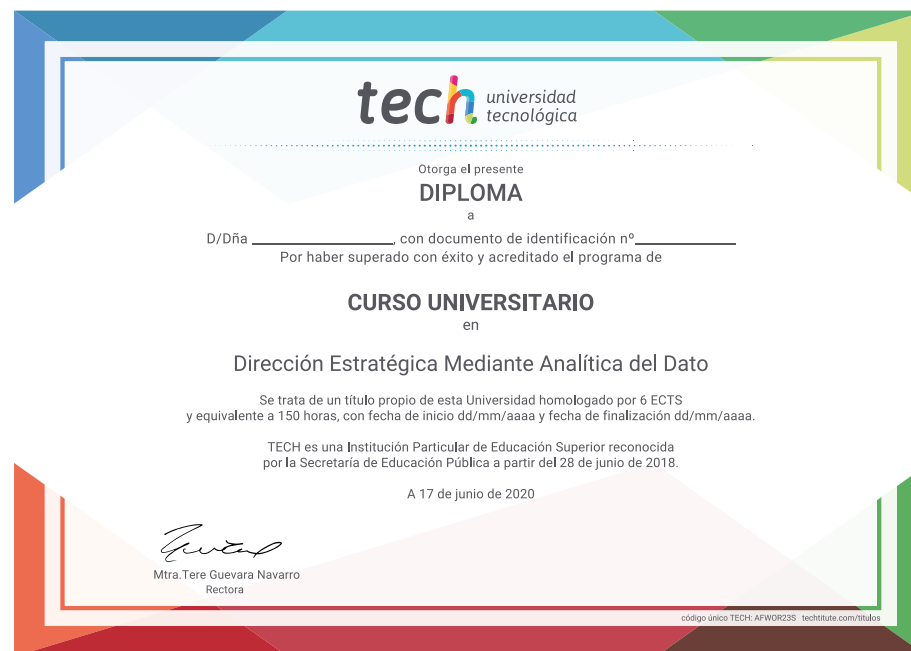 tech universidad
tecnológica
Otorga el presente
DIPLOMA
a
D/Dña ____________________, con documento de identificación nº______________
Por haber superado con éxito y acreditado el programa de
CURSO UNIVERSITARIO
en
Dirección Estratégica Mediante Analítica del Dato
Se trata de un título propio de esta Universidad homologado por 6 ECTS
y equivalente a 150 horas, con fecha de inicio dd/mm/aaaa y fecha de finalización dd/mm/aaaa.
TECH es una Institución Particular de Educación Superior reconocida
por la Secretaría de Educación Pública a partir del 28 de junio de 2018.
A 17 de junio de 2020
Mtra.Tere Guevara Navarro
Rectora
código único TECH: AFWOR23S techtitute.com/titulos